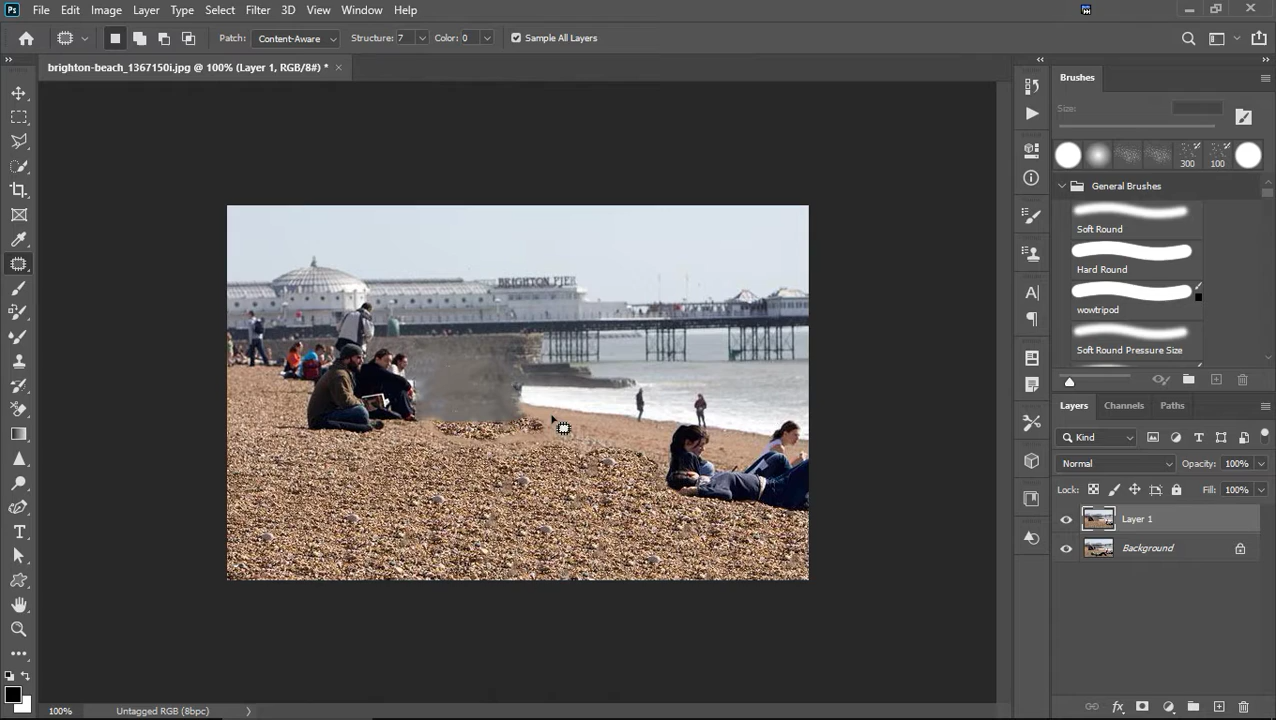 Ps File Edit Image Layer Type Select Filter 3D View Window Help
Patch: Content-Aware Structure: 7 Color: 0 Sample All Layers
brighton-beach_1367150i.jpg @ 100% (Layer 1, RGB/8#) * ×
Brushes
Size:
300 100
General Brushes
Soft Round
Hard Round
wowtripod
Soft Round Pressure Size
BRIGHTON PIER
Layers Channels Paths
Kind
Normal Opacity: 100%
Lock: Fill: 100%
Layer 1
Background
100% Untagged RGB (8bpc)